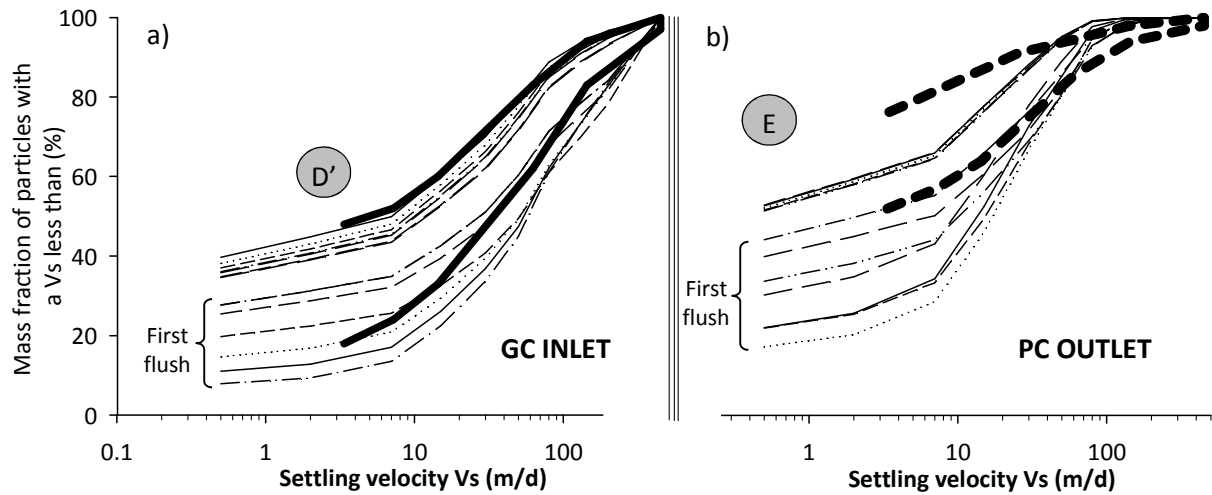 Mass fraction of particles with
a Vs less than (%)
100
80
60
40
20
0
a)
D’
First
flush
GC INLET
0.1
1
10
100
Settling velocity Vs (m/d)
b)
E
First
flush
PC OUTLET
1
10
100
Settling velocity Vs (m/d)